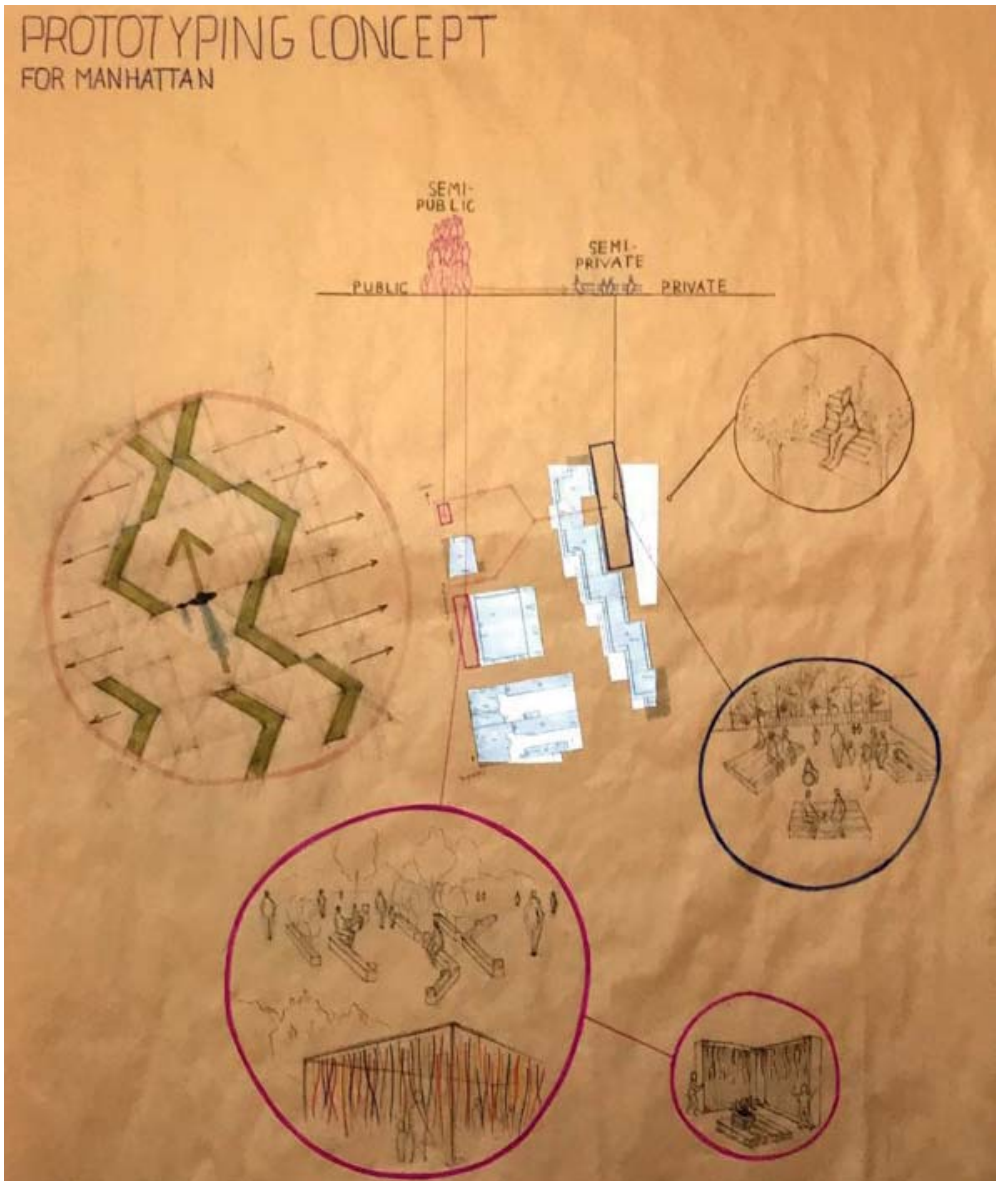 PROTOTYPING CONCEPT
FOR MANHATTAN
SEMI-
PUBLIC
SEMI-
PRIVATE
PUBLIC
PRIVATE